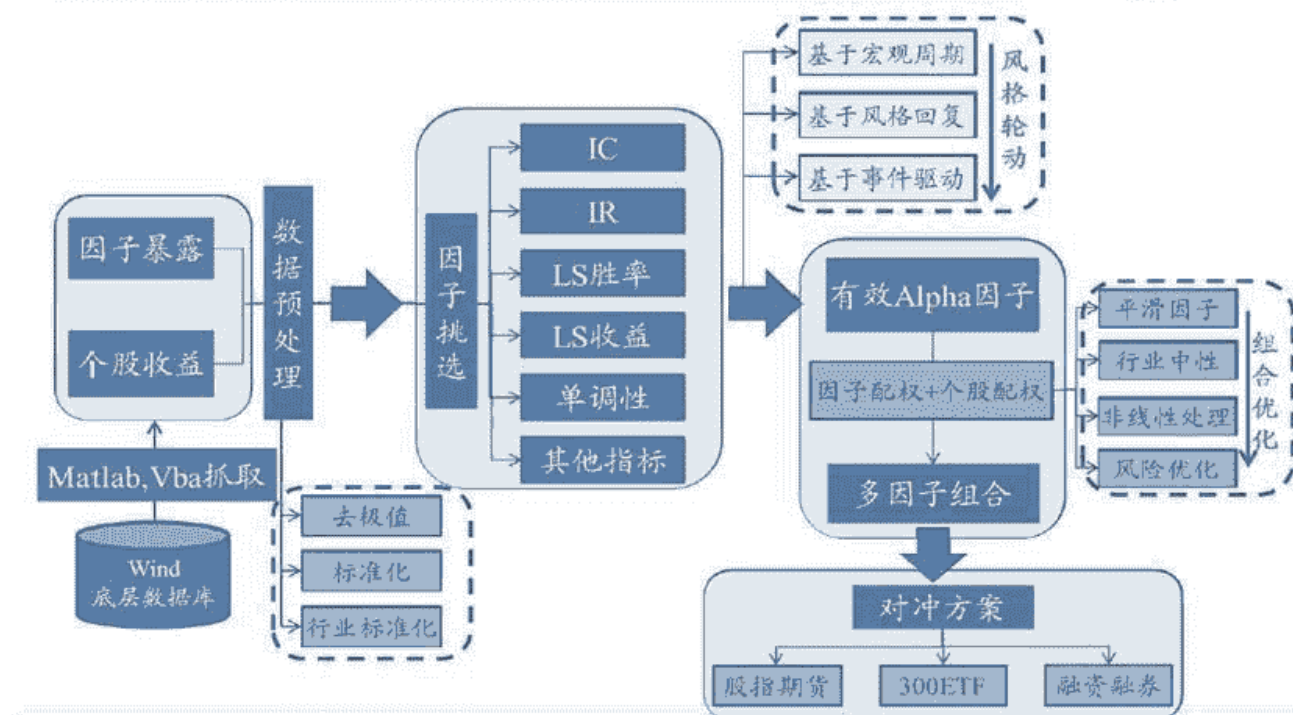 因子暴露
个股收益
Matlab,Vba抓取
Wind
底层数据库
数据预处理
去极值
标准化
行业标准化
因子挑选
IC
IR
LS胜率
LS收益
单调性
其他指标
基于宏观周期
基于风格回复
基于事件驱动
风格轮动
有效Alpha因子
因子配权+个股配权
多因子组合
平滑因子
行业中性
非线性处理
风险优化
组合优化
对冲方案
股指期货
300ETF
融资融券